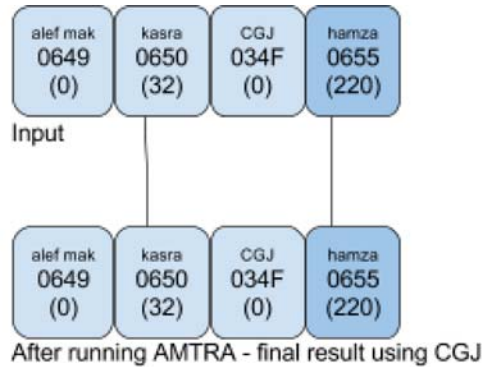 alef mak kasra CGJ hamza
0649 0650 034F 0655
(0) (32) (0) (220)
Input
alef mak kasra CGJ hamza
0649 0650 034F 0655
(0) (32) (0) (220)
After running AMTRA - final result using CGJ